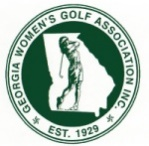 GEORGIA WOMEN'S GOLF ASSOCIATION INC.
EST. 1929